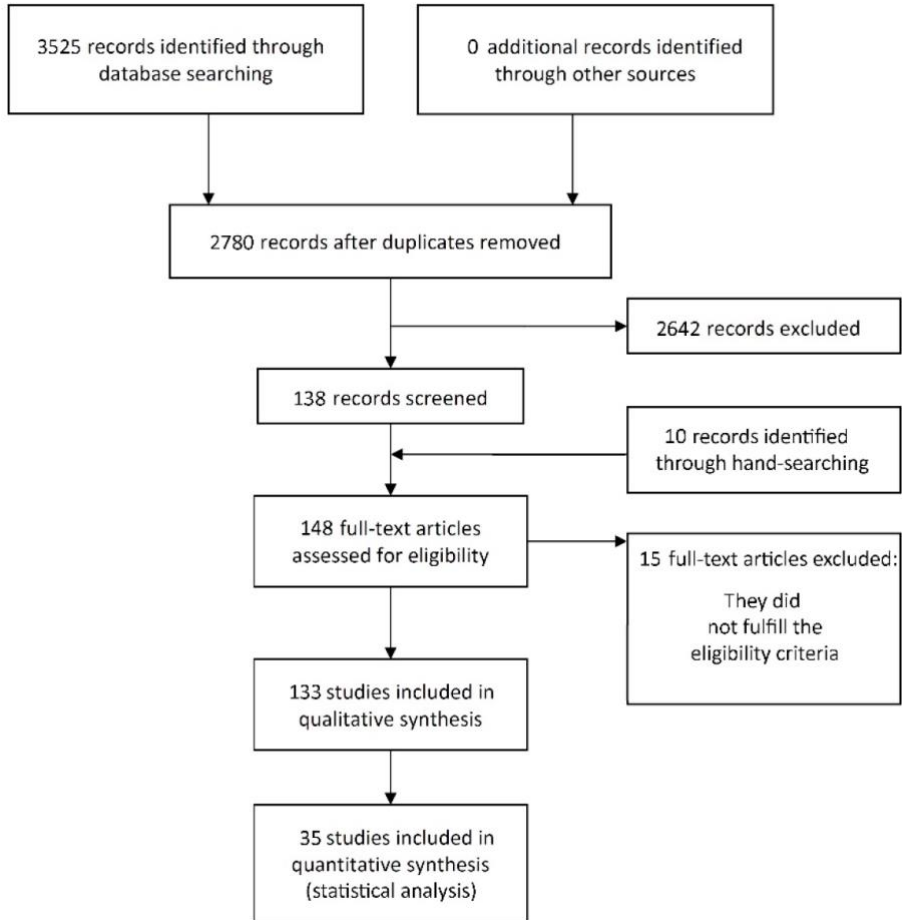 3525 records identified through
database searching
0 additional records identified
through other sources
2780 records after duplicates removed
2642 records excluded
138 records screened
10 records identified
through hand-searching
148 full-text articles
assessed for eligibility
15 full-text articles excluded:
They did
not fulfill the
eligibility criteria
133 studies included in
qualitative synthesis
35 studies included in
quantitative synthesis
(statistical analysis)